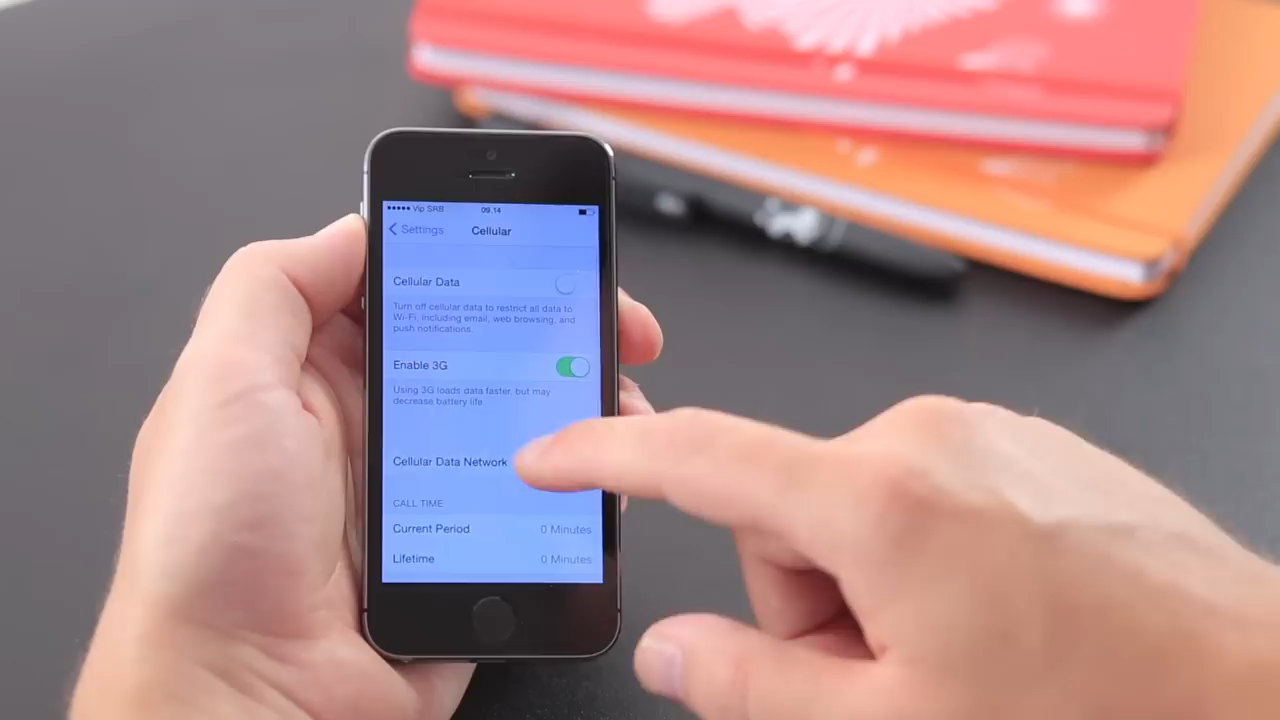 Vip SRB 09.14
Settings Cellular
Cellular Data
Turn off cellular data to restrict all data to
Wi-Fi, including email, web browsing, and
push notifications.
Enable 3G
Using 3G loads data faster, but may
decrease battery life.
Cellular Data Network
CALL TIME
Current Period 0 Minutes
Lifetime 0 Minutes